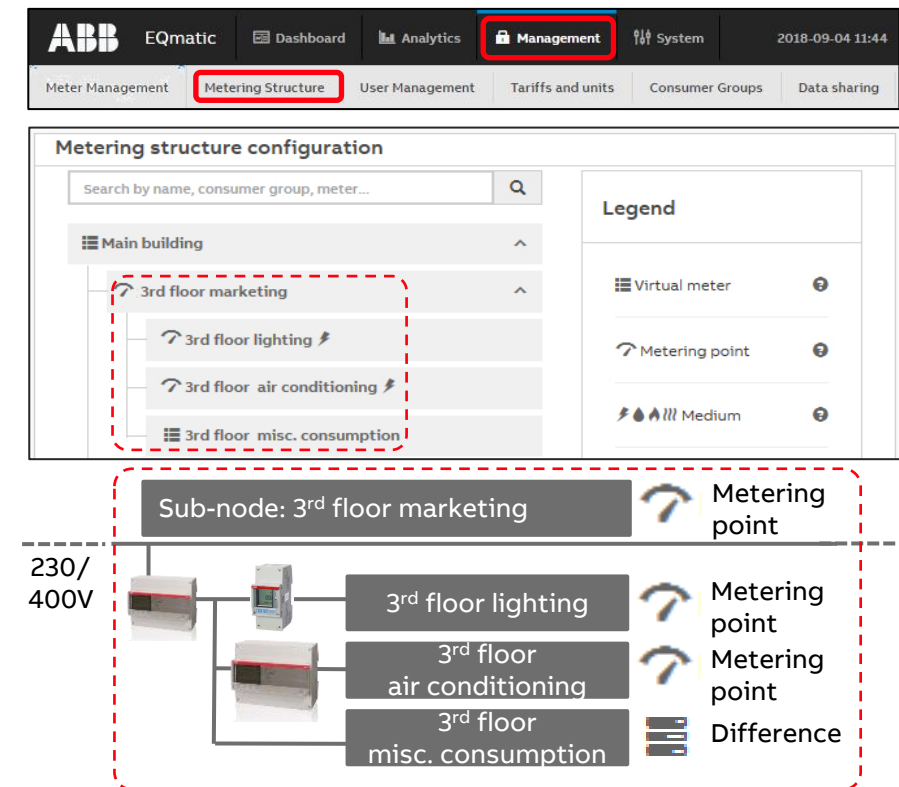 ABB EQmatic Dashboard Analytics Management System 2018-09-04 11:44
Meter Management Metering Structure User Management Tariffs and units Consumer Groups Data sharing
Metering structure configuration
Search by name, consumer group, meter...
Legend
Main building
3rd floor marketing
3rd floor lighting
3rd floor air conditioning
3rd floor misc. consumption
Virtual meter
Metering point
Medium
Sub-node: 3rd floor marketing
Metering
point
230/
400V
3rd floor lighting
Metering
point
3rd floor
air conditioning
Metering
point
3rd floor
misc. consumption
Difference